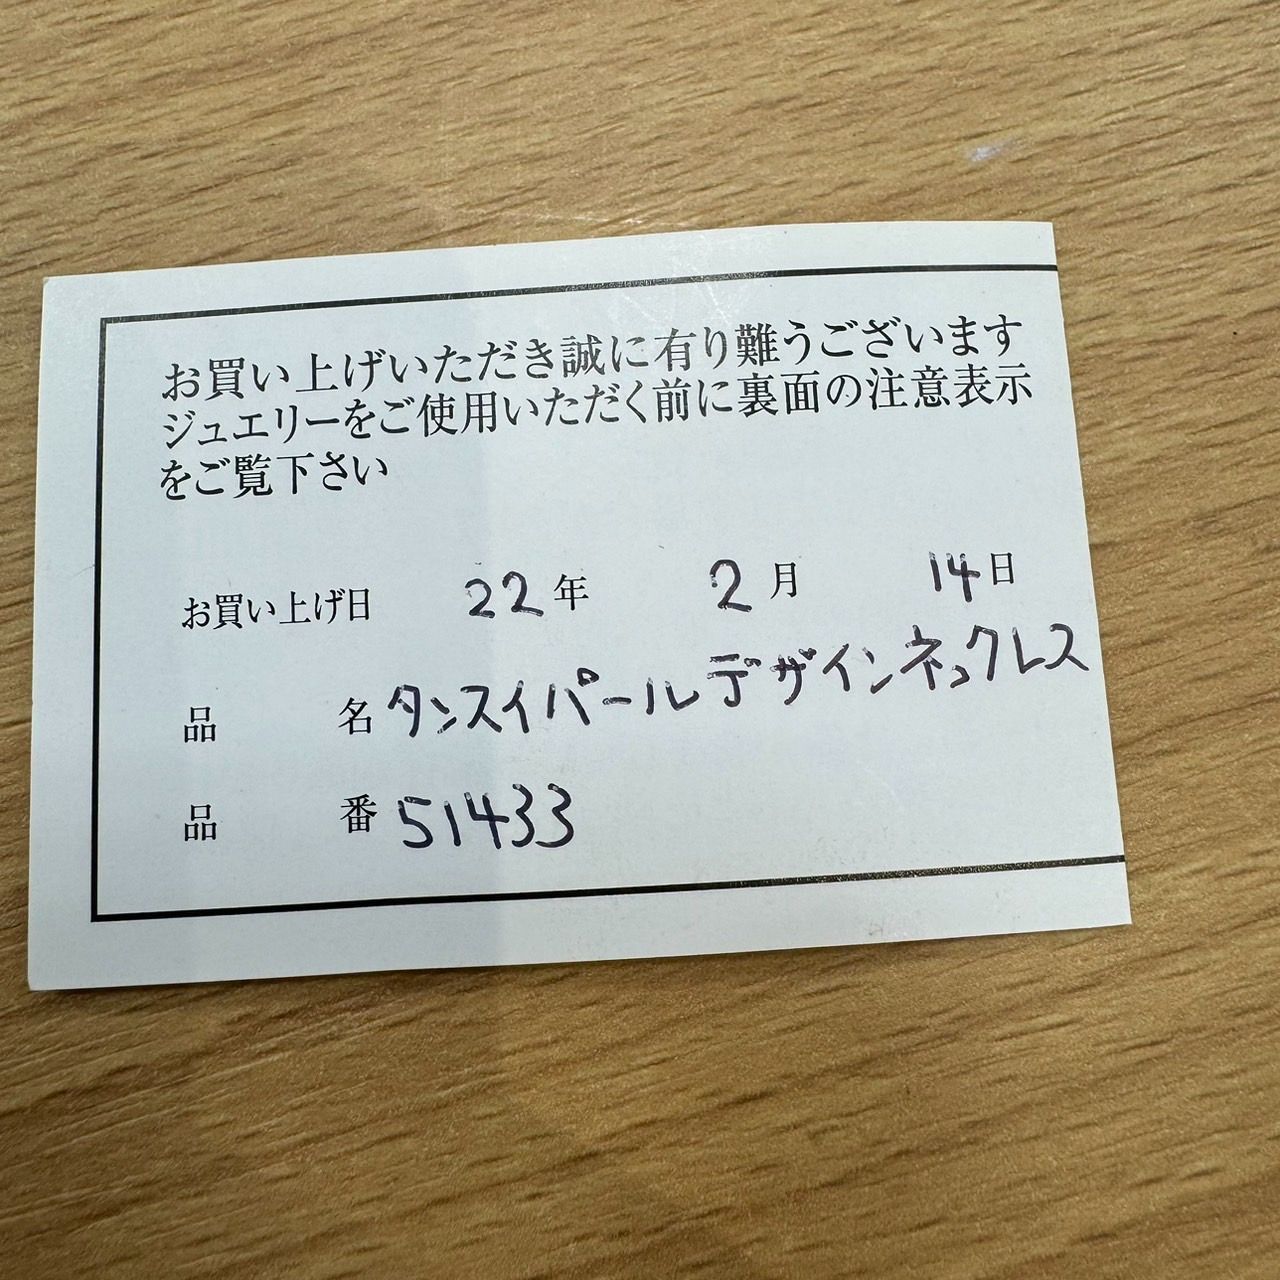 お買い上げいただき誠に有り難うございます
ジュエリーをご使用いただく前に裏面の注意表示
をご覧下さい
お買い上げ日 22年 2月 14日
品 名 タンスイパールデザインネックレス
品 番 51433